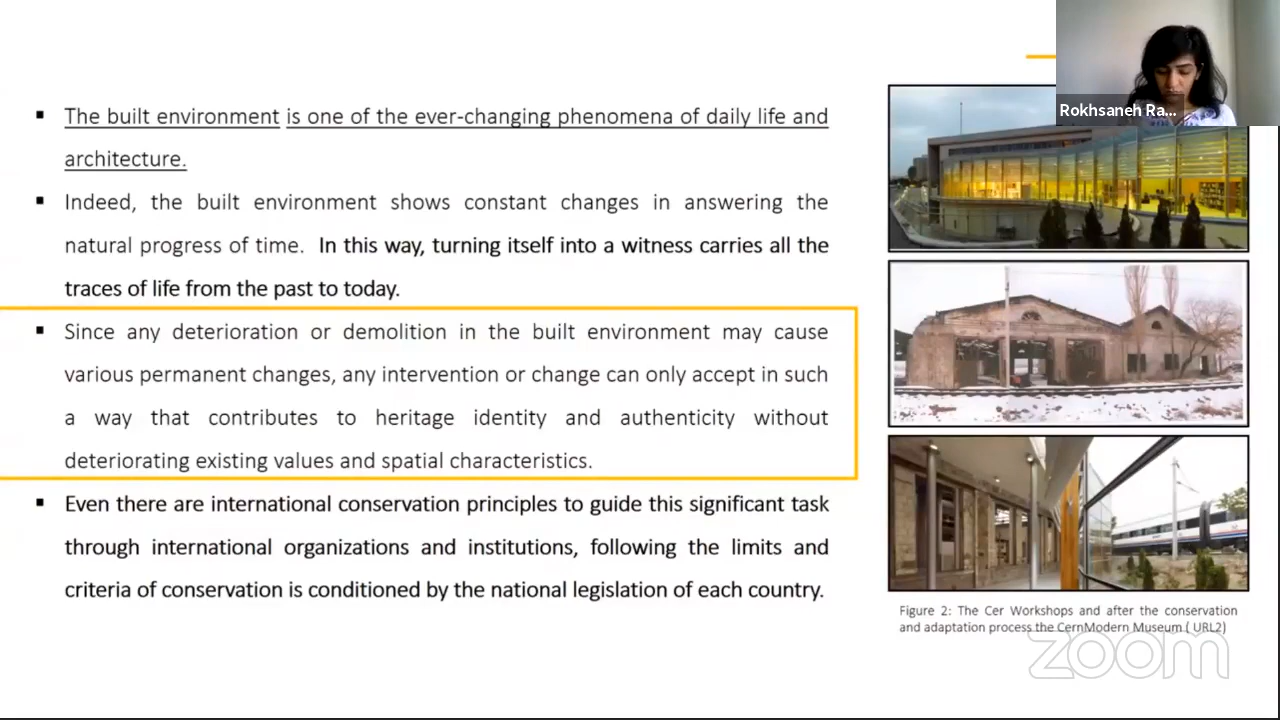 The built environment is one of the ever-changing phenomena of daily life and
architecture.
Indeed, the built environment shows constant changes in answering the
natural progress of time. In this way, turning itself into a witness carries all the
traces of life from the past to today.
Since any deterioration or demolition in the built environment may cause
various permanent changes, any intervention or change can only accept in such
a way that contributes to heritage identity and authenticity without
deteriorating existing values and spatial characteristics.
Even there are international conservation principles to guide this significant task
through international organizations and institutions, following the limits and
criteria of conservation is conditioned by the national legislation of each country.
Rokhsaneh Ra...
Figure 2: The Cer Workshops and after the conservation
and adaptation process the CernModern Museum ( URL2)
zoom